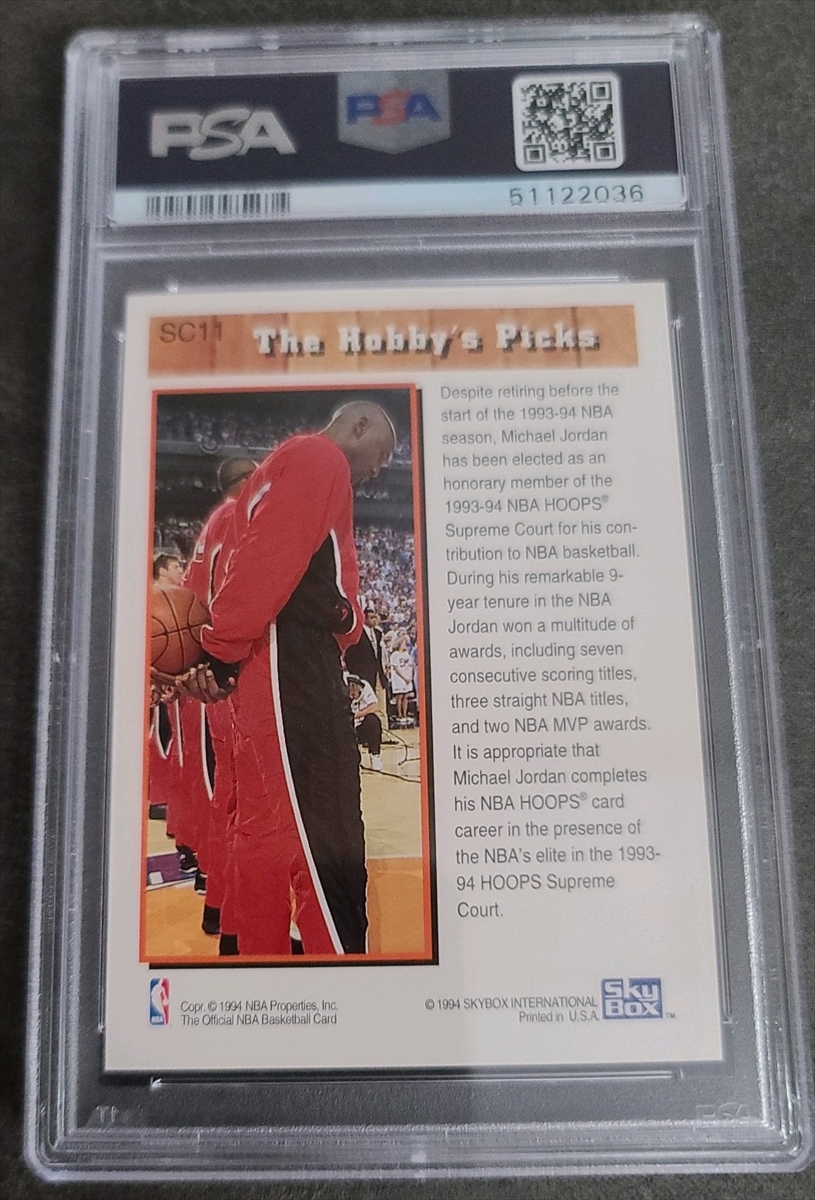 PSA
PSA
51122036
SC11
The Hobby's Picks
Despite retiring before the
start of the 1993-94 NBA
season, Michael Jordan
has been elected as an
honorary member of the
1993-94 NBA HOOPS®
Supreme Court for his con-
tribution to NBA basketball.
During his remarkable 9-
year tenure in the NBA
Jordan won a multitude of
awards, including seven
consecutive scoring titles,
three straight NBA titles,
and two NBA MVP awards.
It is appropriate that
Michael Jordan completes
his NBA HOOPS® card
career in the presence of
the NBA's elite in the 1993-
94 HOOPS Supreme
Court.
NBA
Copr. © 1994 NBA Properties, Inc.
The Official NBA Basketball Card
© 1994 SKYBOX INTERNATIONAL
Printed in U.S.A.
Sky
Box™
PSA